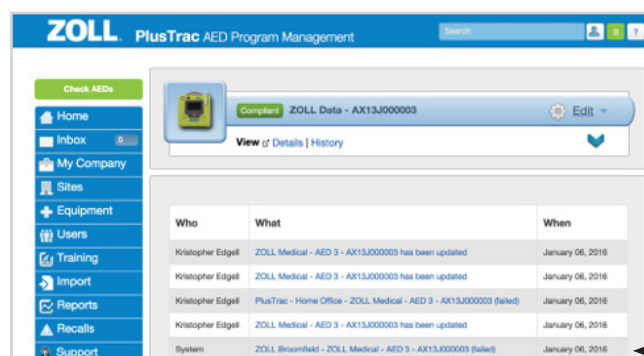 ZOLL. PlusTrac AED Program Management
Search
0
?
Check AEDs
Home
Inbox 0
My Company
Sites
Equipment
Users
Training
Import
Reports
Recalls
Support
Compliant ZOLL Data - AX13J000003
Edit
View Details | History
Who What When
Kristopher Edgell ZOLL Medical - AED 3 - AX13J000003 has been updated January 06, 2016
Kristopher Edgell ZOLL Medical - AED 3 - AX13J000003 has been updated January 06, 2016
Kristopher Edgell PlusTrac - Home Office - ZOLL Medical - AED 3 - AX13J000003 (failed) January 06, 2016
Kristopher Edgell ZOLL Medical - AED 3 - AX13J000003 has been updated January 06, 2016
System ZOLL Broomfield - ZOLL Medical - AED 3 - AX13J000003 (failed) January 06, 2016